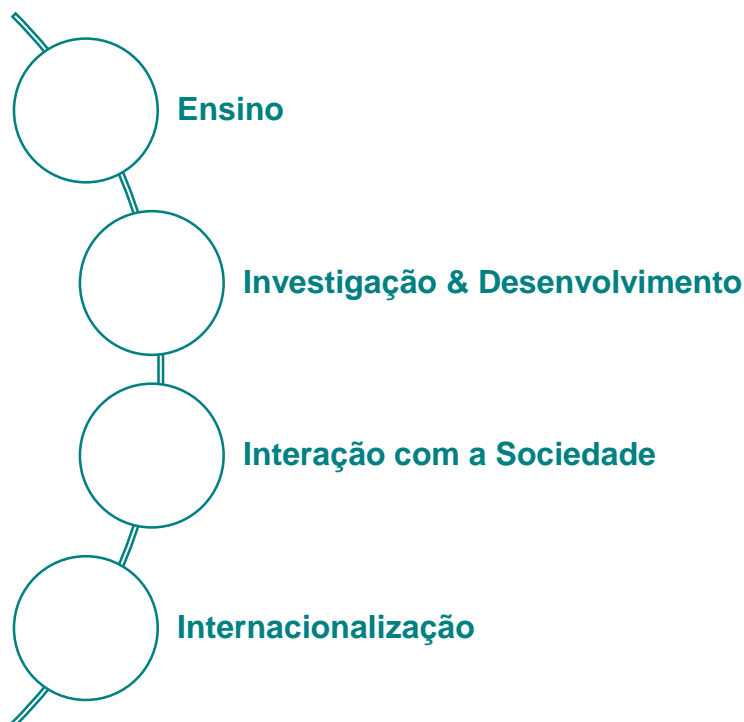 Ensino
Investigação & Desenvolvimento
Interação com a Sociedade
Internacionalização